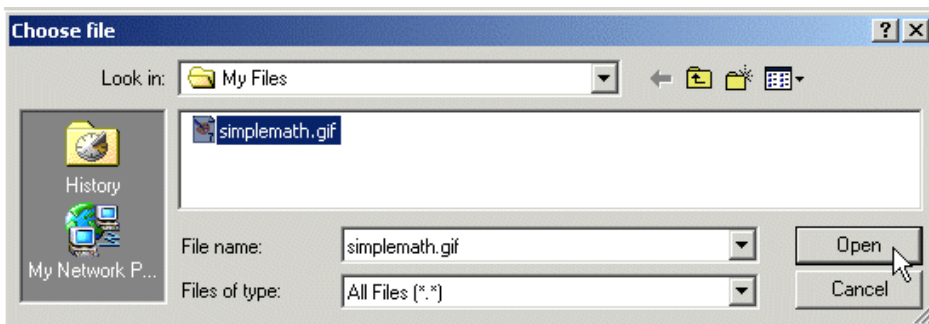 Choose file
Look in: My Files
simplemath.gif
History
My Network P...
File name: simplemath.gif Open
Files of type: All Files (*.*) Cancel